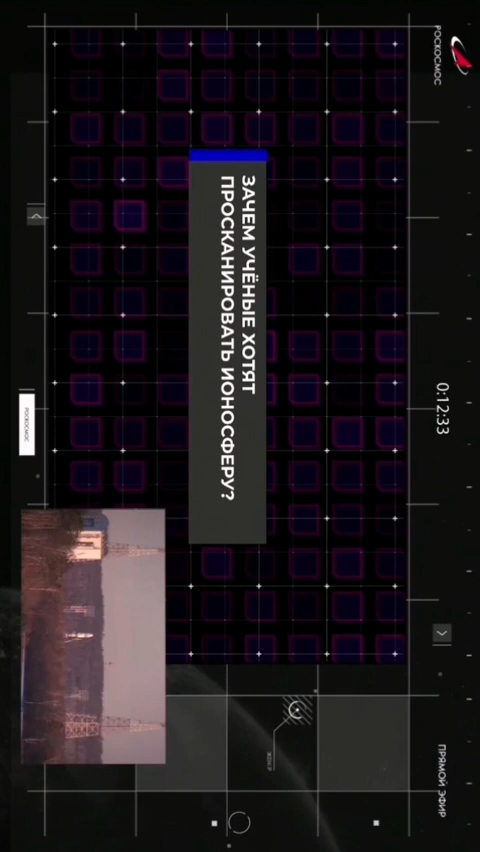 РОСКОСМОС
0:12:33
ПРЯМОЙ ЭФИР
ЗАЧЕМ УЧЁНЫЕ ХОТЯТ
ПРОСКАНИРОВАТЬ ИОНОСФЕРУ?
РОСКОСМОС